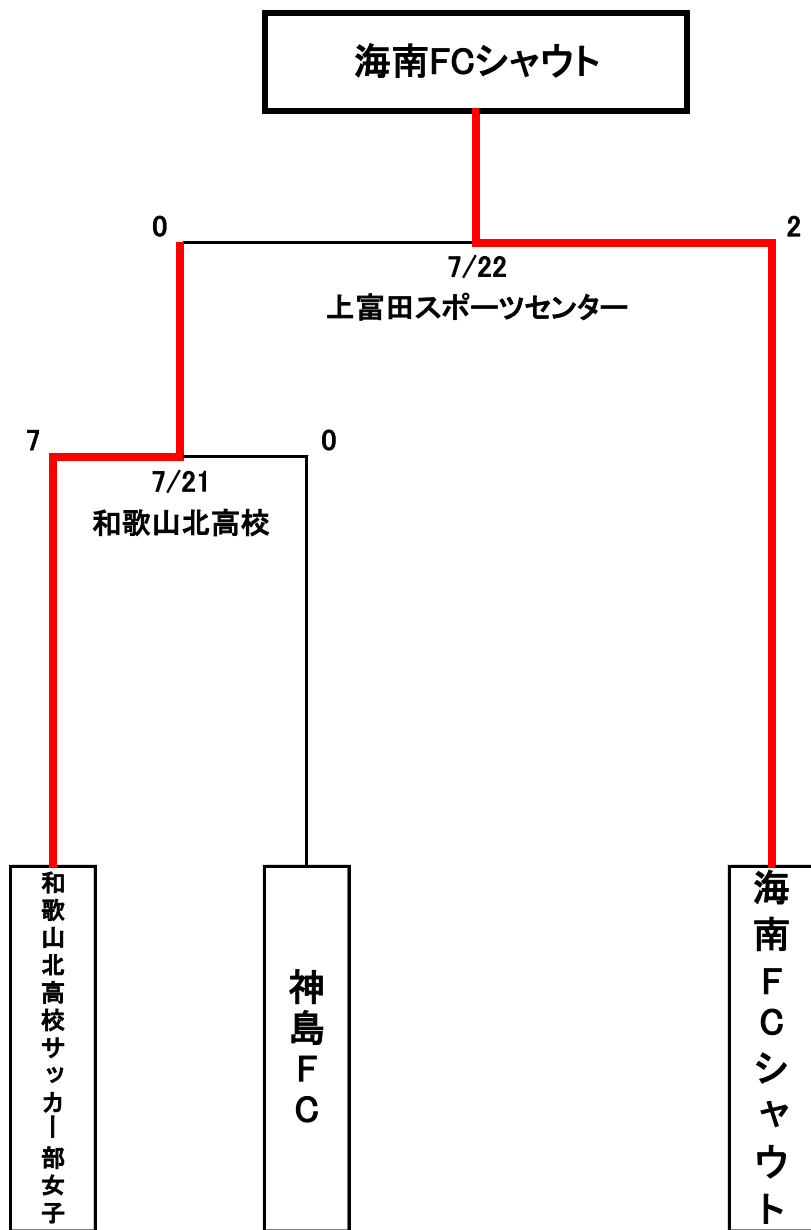 海南FCシャウト
0
2
7/22
上富田スポーツセンター
7
0
7/21
和歌山北高校
和歌山北高校サッカー部女子
神島FC
海南FCシャウト